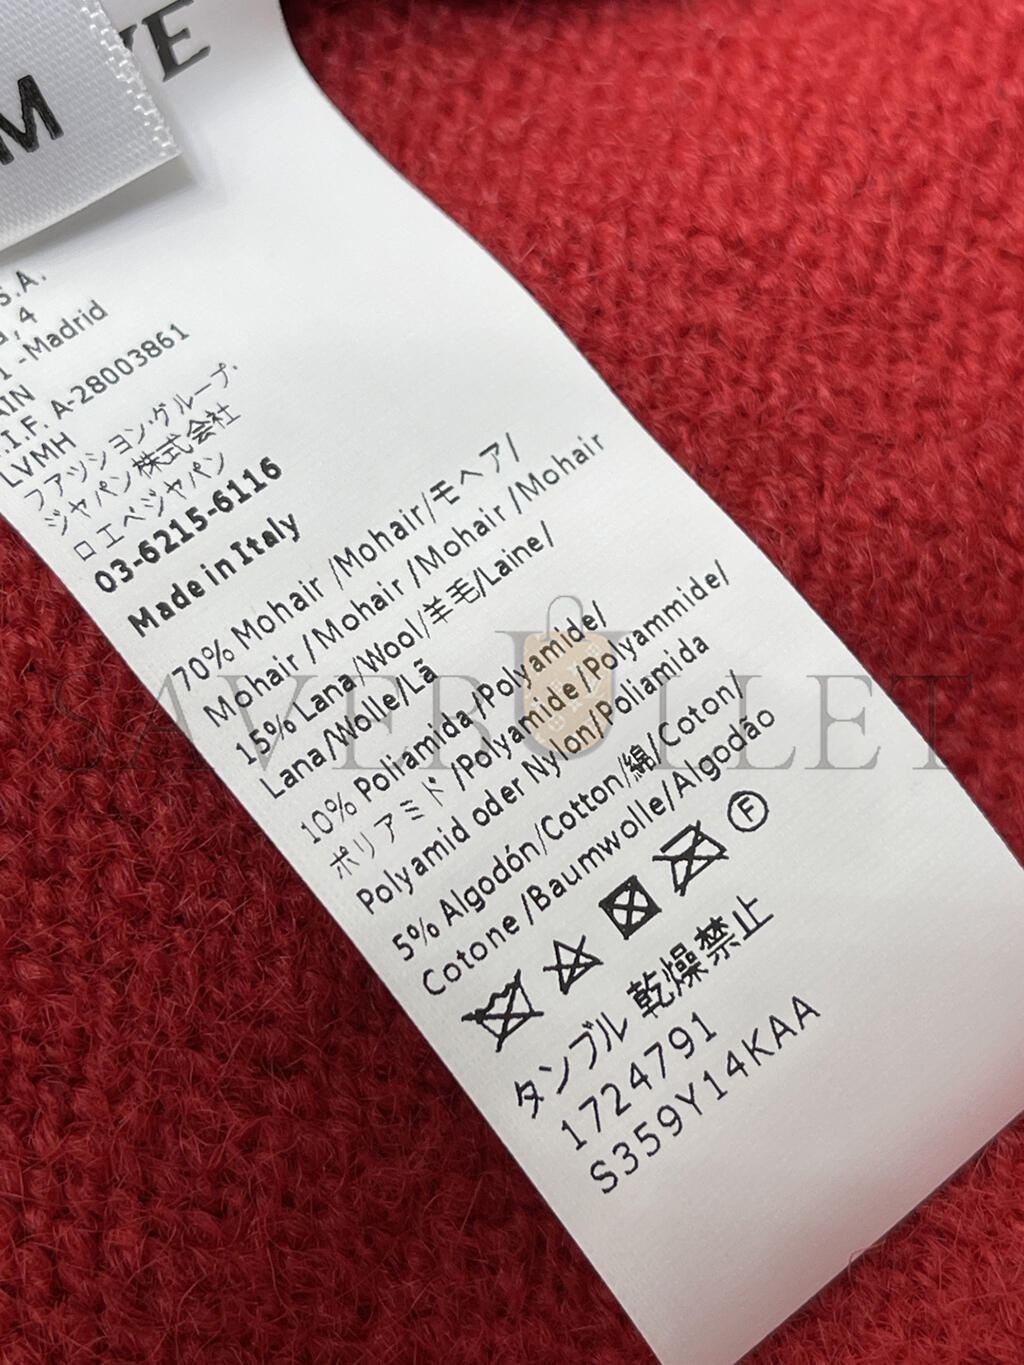 M
S.A.
, 4
-Madrid
.I.F. A-28003861
LVMH
ファッション・グループ・
ジャパン株式会社
ロエベジャパン
03-6215-6116
Made in Italy
70% Mohair /Mohair/モヘア/
Mohair /Mohair /Mohair /Mohair
15% Lana/Wool/羊毛/Laine/
Lana/Wolle/Lã
10% Poliamida /Polyamide/
ポリアミド/Polyamide /Polyammide/
Polyamid oder Nylon/Poliamida
5% Algodón/Cotton/綿/Coton/
Cotone /Baumwolle/Algodão
F
タンブル 乾燥禁止
1724791
S359Y14KAA
SAVEBULLET